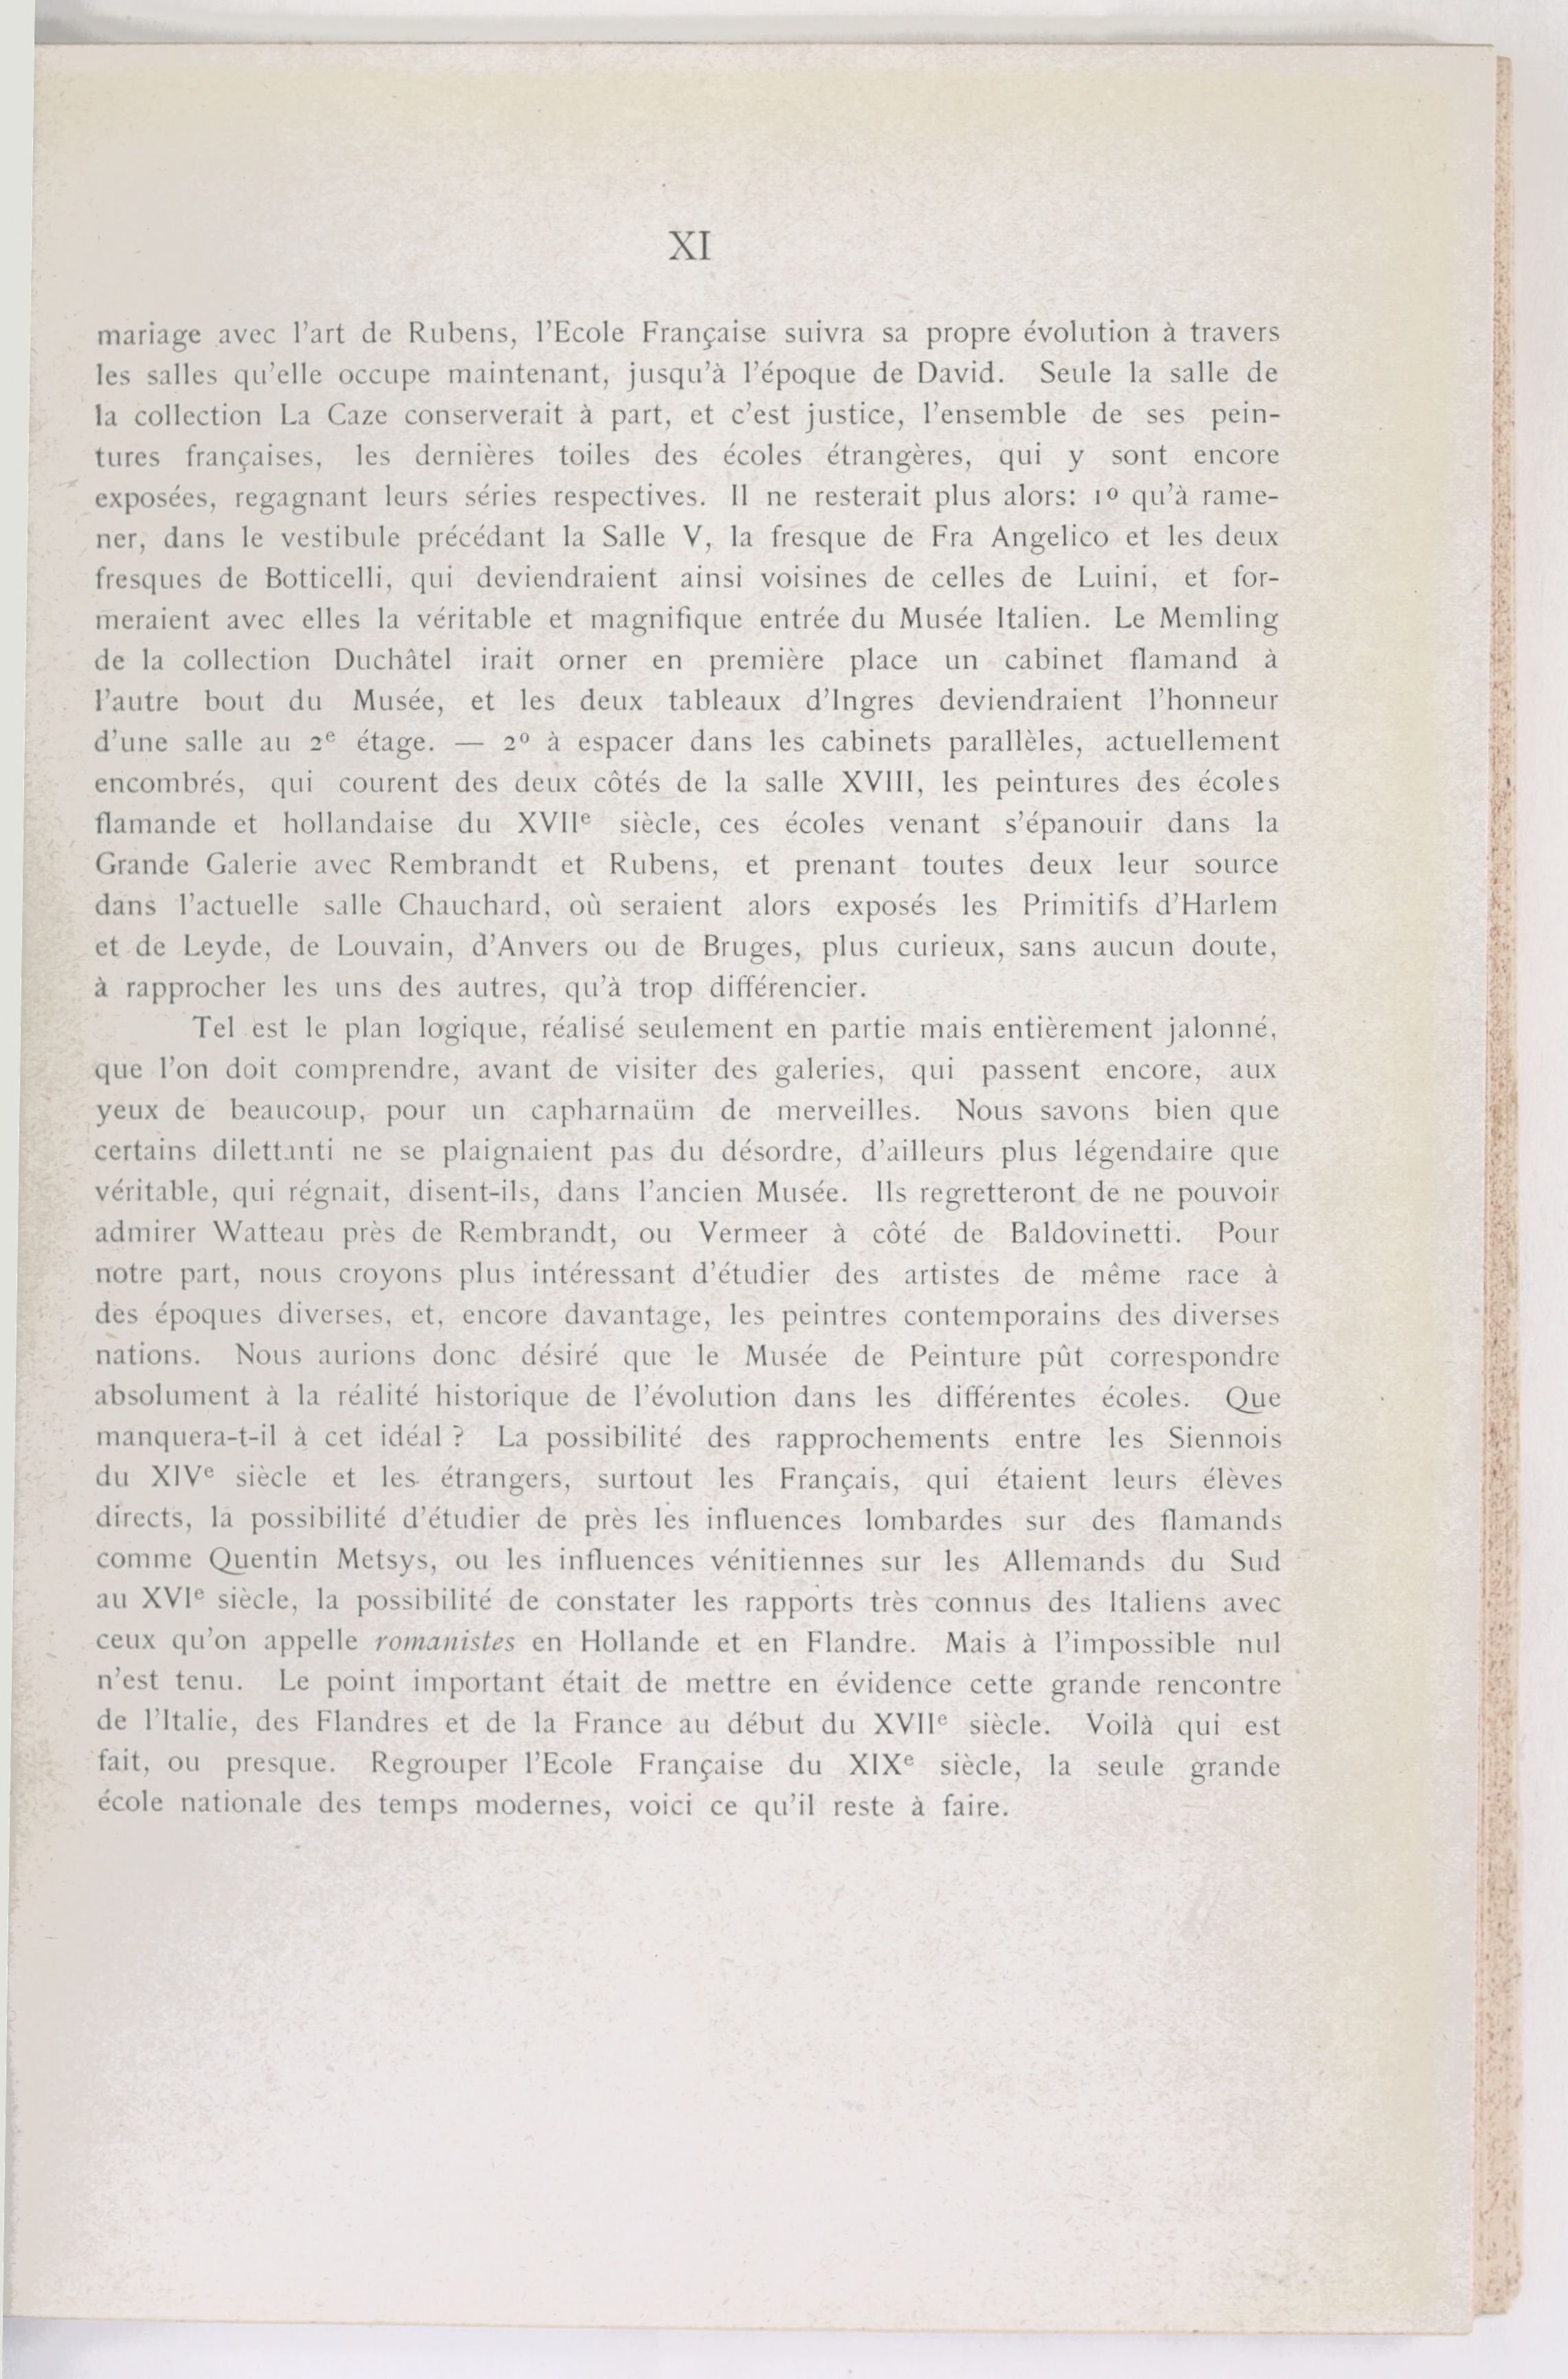 XI
mariage avec l'art de Rubens, l'Ecole Française suivra sa propre évolution à travers
les salles qu'elle occupe maintenant, jusqu'à l'époque de David. Seule la salle de
la collection La Caze conserverait à part, et c'est justice, l'ensemble de ses pein-
tures françaises, les dernières toiles des écoles étrangères, qui y sont encore
exposées, regagnant leurs séries respectives. Il ne resterait plus alors: 1º qu'à rame-
ner, dans le vestibule précédant la Salle V, la fresque de Fra Angelico et les deux
fresques de Botticelli, qui deviendraient ainsi voisines de celles de Luini, et for-
meraient avec elles la véritable et magnifique entrée du Musée Italien. Le Memling
de la collection Duchâtel irait orner en première place un cabinet flamand à
l'autre bout du Musée, et les deux tableaux d'Ingres deviendraient l'honneur
d'une salle au 2e étage. — 2º à espacer dans les cabinets parallèles, actuellement
encombrés, qui courent des deux côtés de la salle XVIII, les peintures des écoles
flamande et hollandaise du XVIIe siècle, ces écoles venant s'épanouir dans la
Grande Galerie avec Rembrandt et Rubens, et prenant toutes deux leur source
dans l'actuelle salle Chauchard, où seraient alors exposés les Primitifs d'Harlem
et de Leyde, de Louvain, d'Anvers ou de Bruges, plus curieux, sans aucun doute,
à rapprocher les uns des autres, qu'à trop différencier.
Tel est le plan logique, réalisé seulement en partie mais entièrement jalonné,
que l'on doit comprendre, avant de visiter des galeries, qui passent encore, aux
yeux de beaucoup, pour un capharnaüm de merveilles. Nous savons bien que
certains dilettanti ne se plaignaient pas du désordre, d'ailleurs plus légendaire que
véritable, qui régnait, disent-ils, dans l'ancien Musée. Ils regretteront de ne pouvoir
admirer Watteau près de Rembrandt, ou Vermeer à côté de Baldovinetti. Pour
notre part, nous croyons plus intéressant d'étudier des artistes de même race à
des époques diverses, et, encore davantage, les peintres contemporains des diverses
nations. Nous aurions donc désiré que le Musée de Peinture pût correspondre
absolument à la réalité historique de l'évolution dans les différentes écoles. Que
manquera-t-il à cet idéal ? La possibilité des rapprochements entre les Siennois
du XIVe siècle et les étrangers, surtout les Français, qui étaient leurs élèves
directs, la possibilité d'étudier de près les influences lombardes sur des flamands
comme Quentin Metsys, ou les influences vénitiennes sur les Allemands du Sud
au XVIe siècle, la possibilité de constater les rapports très connus des Italiens avec
ceux qu'on appelle romanistes en Hollande et en Flandre. Mais à l'impossible nul
n'est tenu. Le point important était de mettre en évidence cette grande rencontre
de l'Italie, des Flandres et de la France au début du XVIIe siècle. Voilà qui est
fait, ou presque. Regrouper l'Ecole Française du XIXe siècle, la seule grande
école nationale des temps modernes, voici ce qu'il reste à faire.